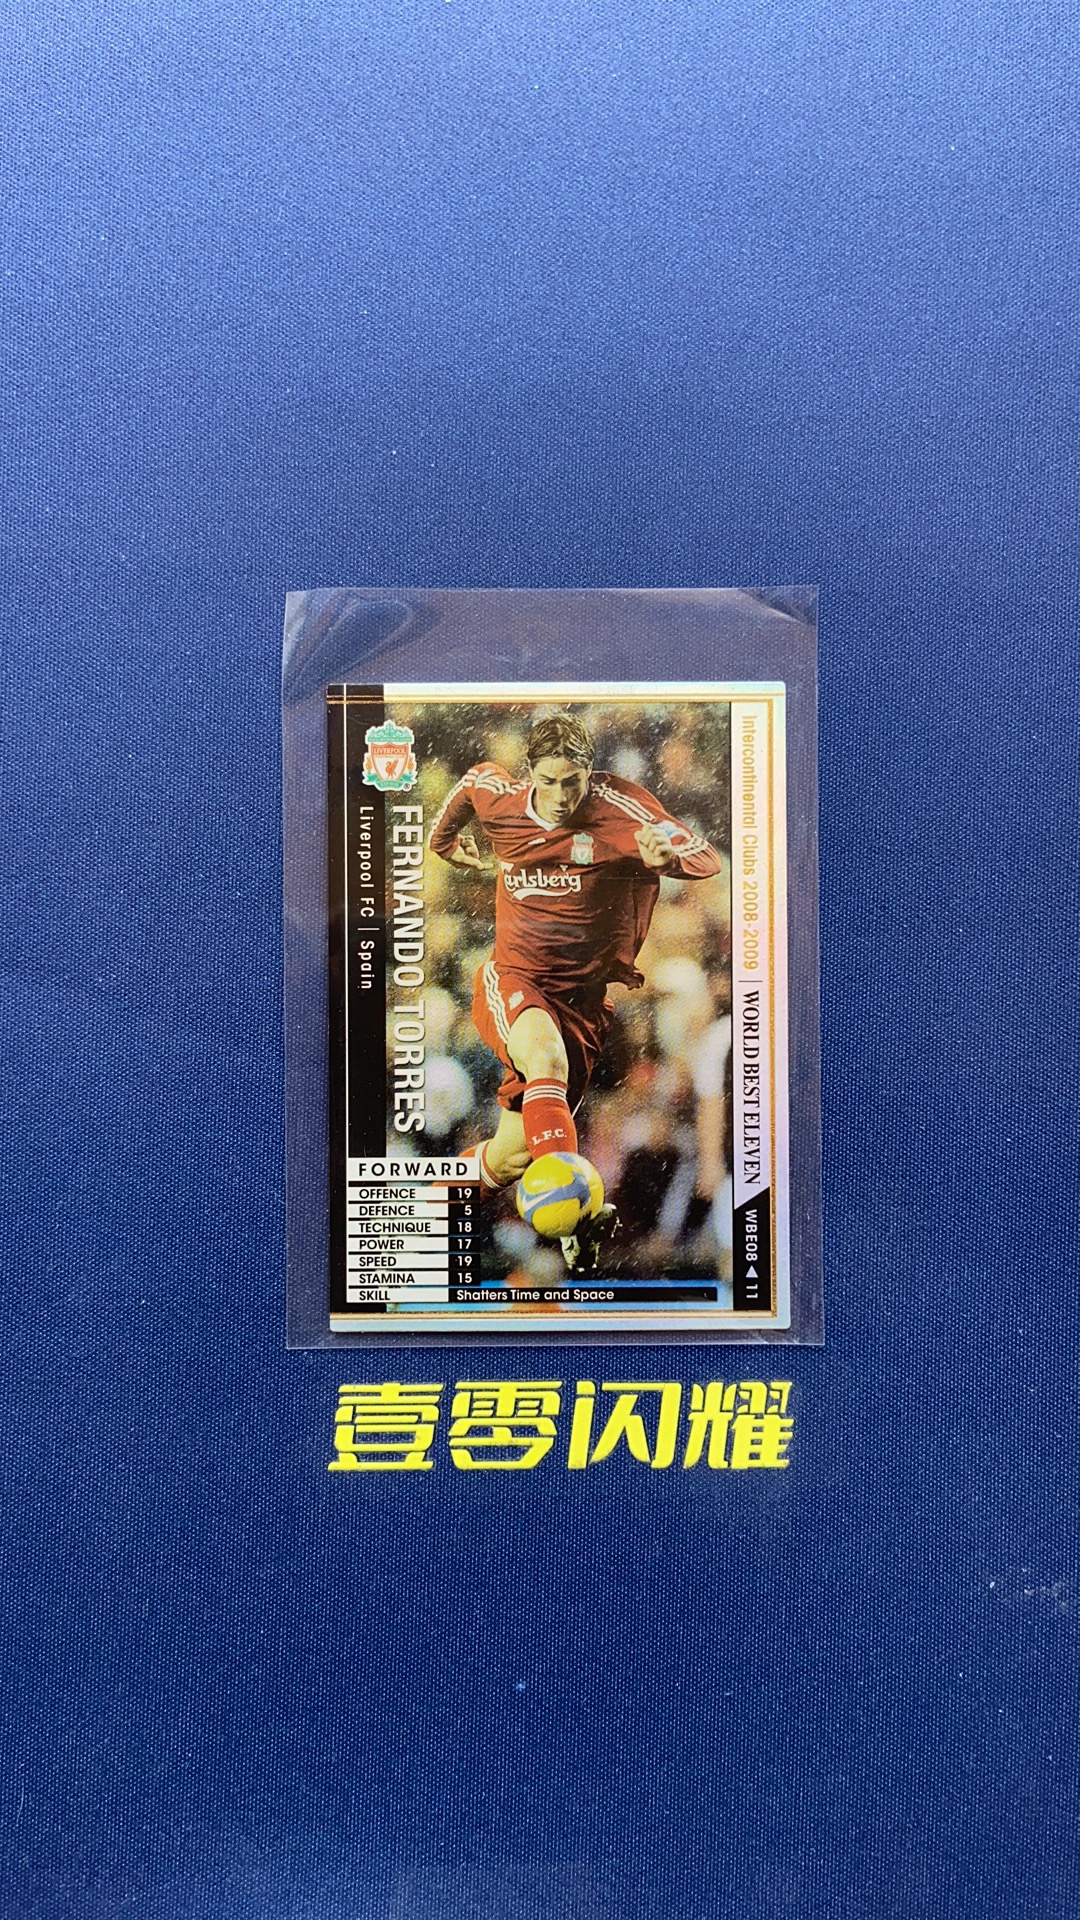 LIVERPOOL
FERNANDO TORRES
Liverpool FC | Spain
Intercontinental Clubs 2008-2009 | WORLD BEST ELEVEN
WBE08 ◀ 11
Carlsberg
L.F.C.
FORWARD
OFFENCE 19
DEFENCE 5
TECHNIQUE 18
POWER 17
SPEED 19
STAMINA 15
SKILL Shatters Time and Space
壹零闪耀